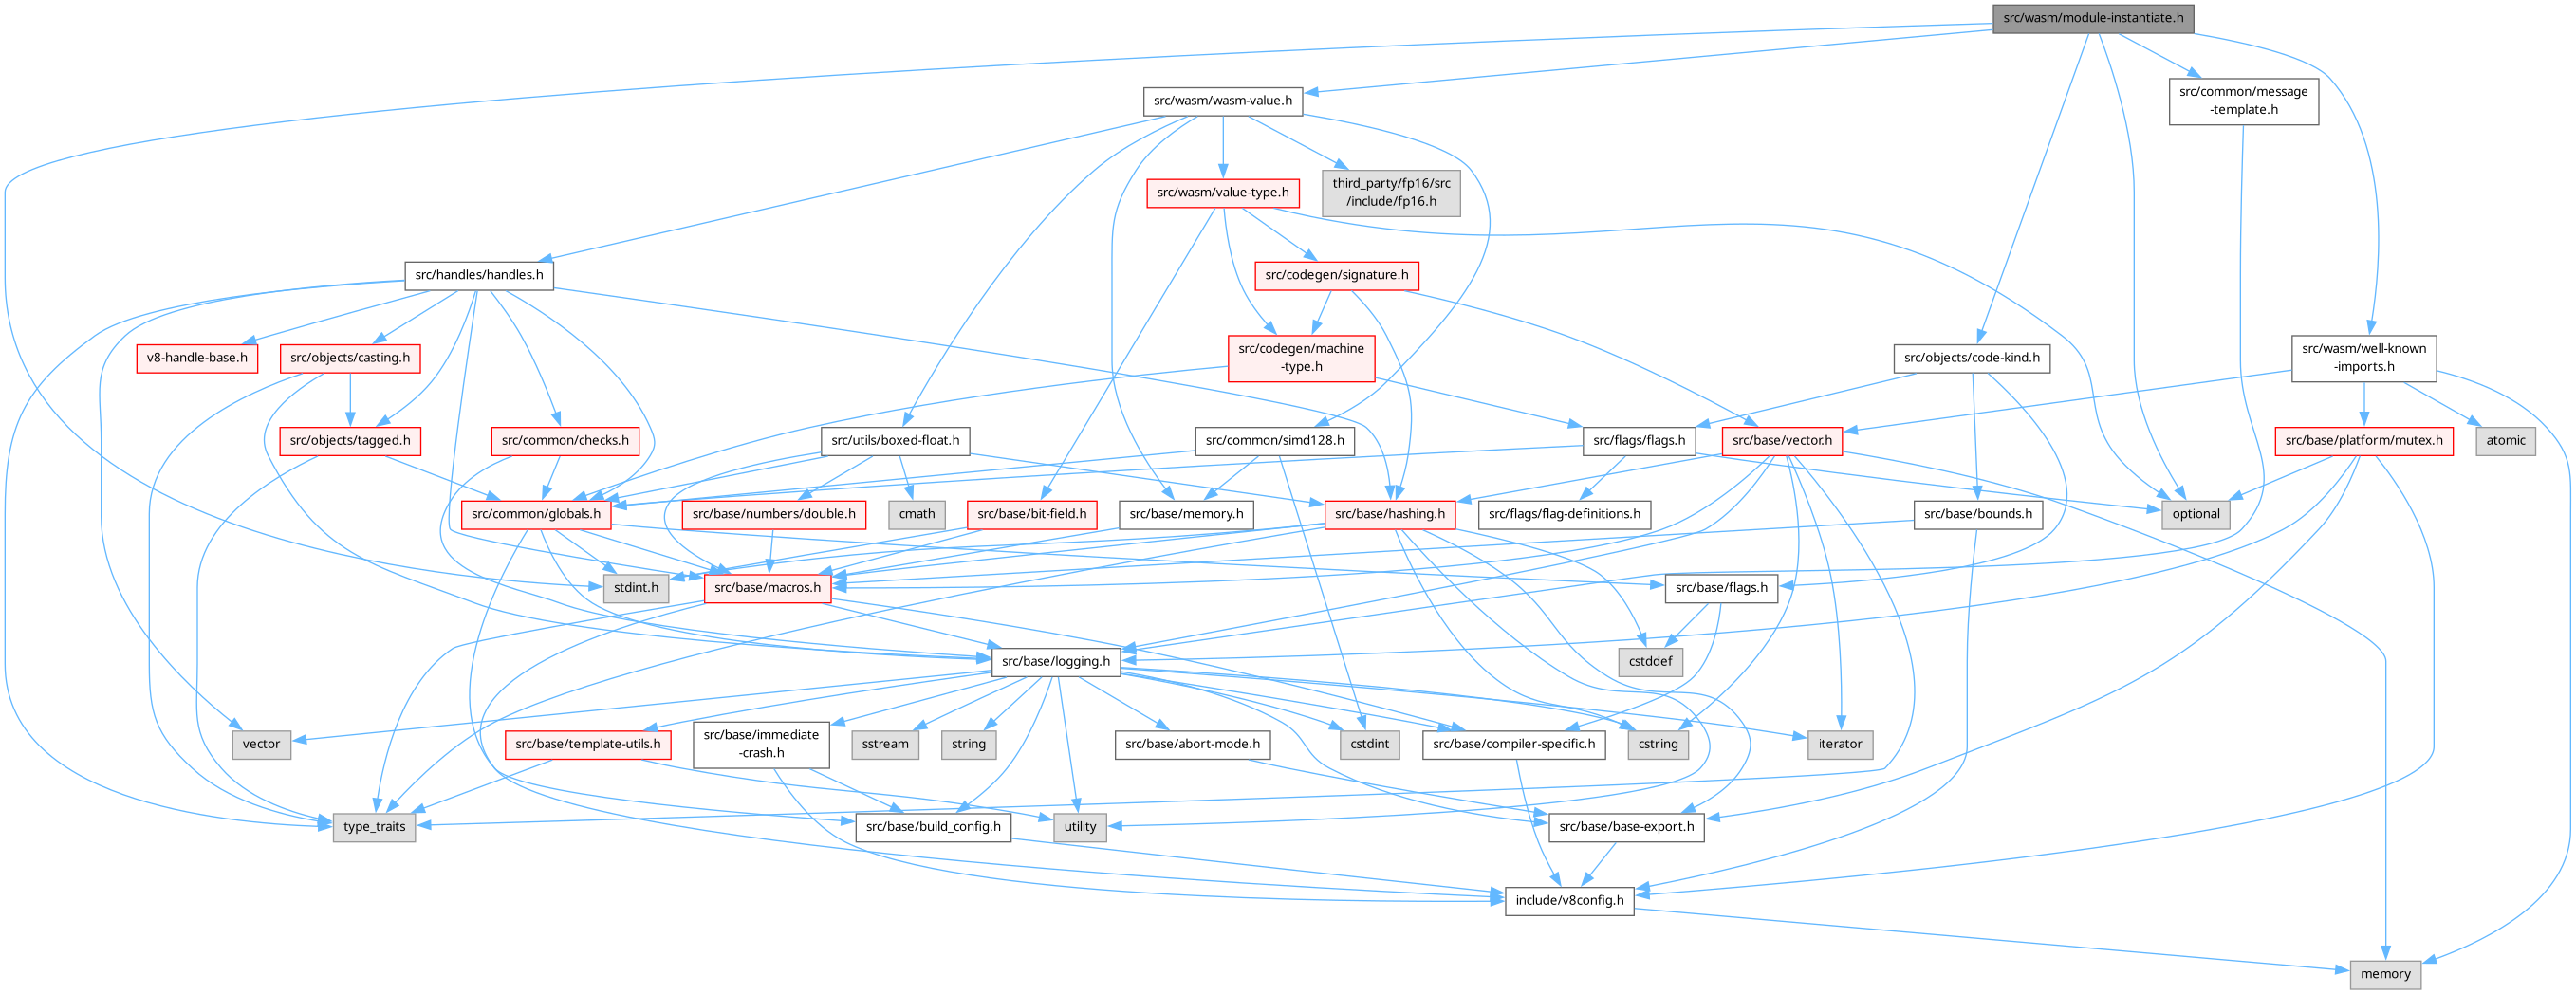 src/wasm/module-instantiate.h
src/wasm/wasm-value.h
src/common/message
-template.h
src/wasm/value-type.h
third_party/fp16/src
/include/fp16.h
src/handles/handles.h
src/codegen/signature.h
v8-handle-base.h
src/objects/casting.h
src/codegen/machine
-type.h
src/objects/code-kind.h
src/wasm/well-known
-imports.h
src/objects/tagged.h
src/common/checks.h
src/utils/boxed-float.h
src/common/simd128.h
src/flags/flags.h
src/base/vector.h
src/base/platform/mutex.h
atomic
src/common/globals.h
src/base/numbers/double.h
cmath
src/base/bit-field.h
src/base/memory.h
src/base/hashing.h
src/flags/flag-definitions.h
src/base/bounds.h
optional
stdint.h
src/base/macros.h
src/base/flags.h
src/base/logging.h
cstddef
vector
src/base/template-utils.h
src/base/immediate
-crash.h
sstream
string
src/base/abort-mode.h
cstdint
src/base/compiler-specific.h
cstring
iterator
type_traits
src/base/build_config.h
utility
src/base/base-export.h
include/v8config.h
memory